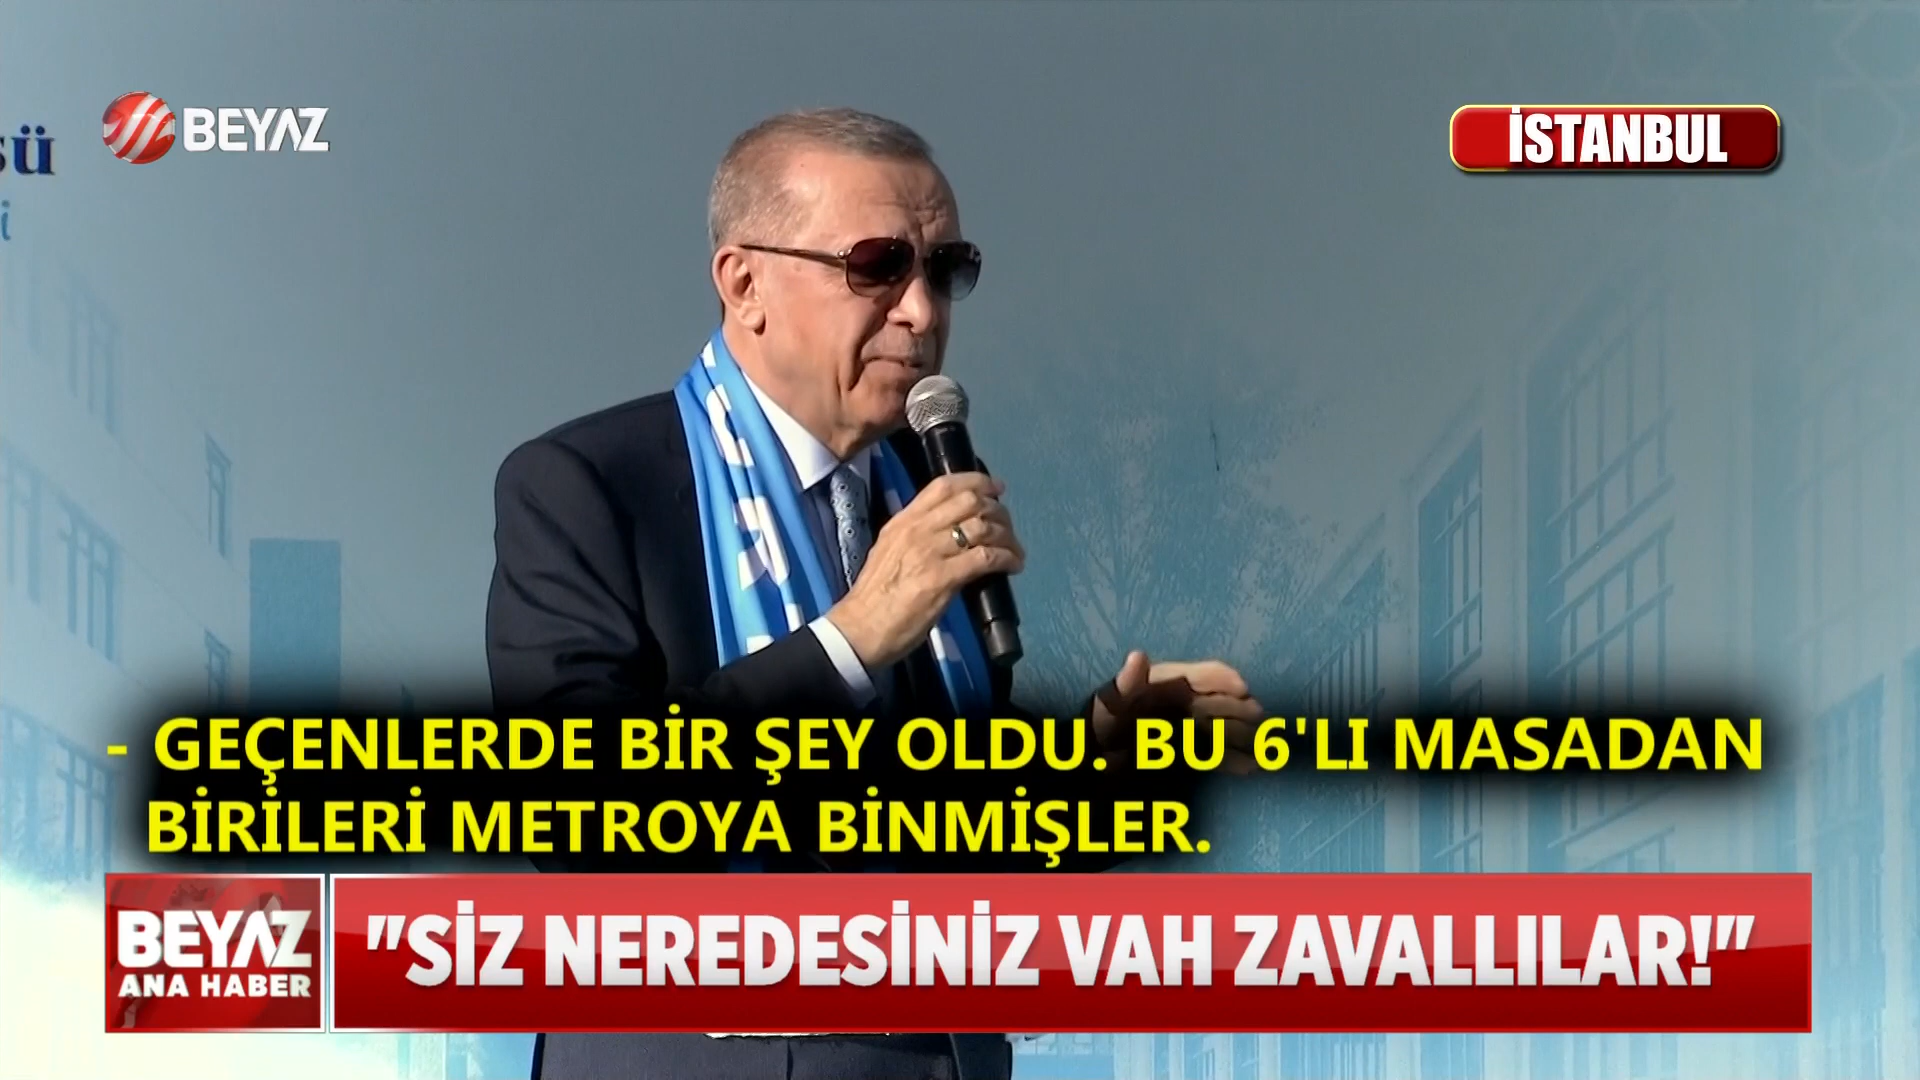 BEYAZ
İSTANBUL
- GEÇENLERDE BİR ŞEY OLDU. BU 6'LI MASADAN
BİRİLERİ METROYA BİNMİŞLER.
BEYAZ
ANA HABER
"SİZ NEREDESİNİZ VAH ZAVALLILAR!"